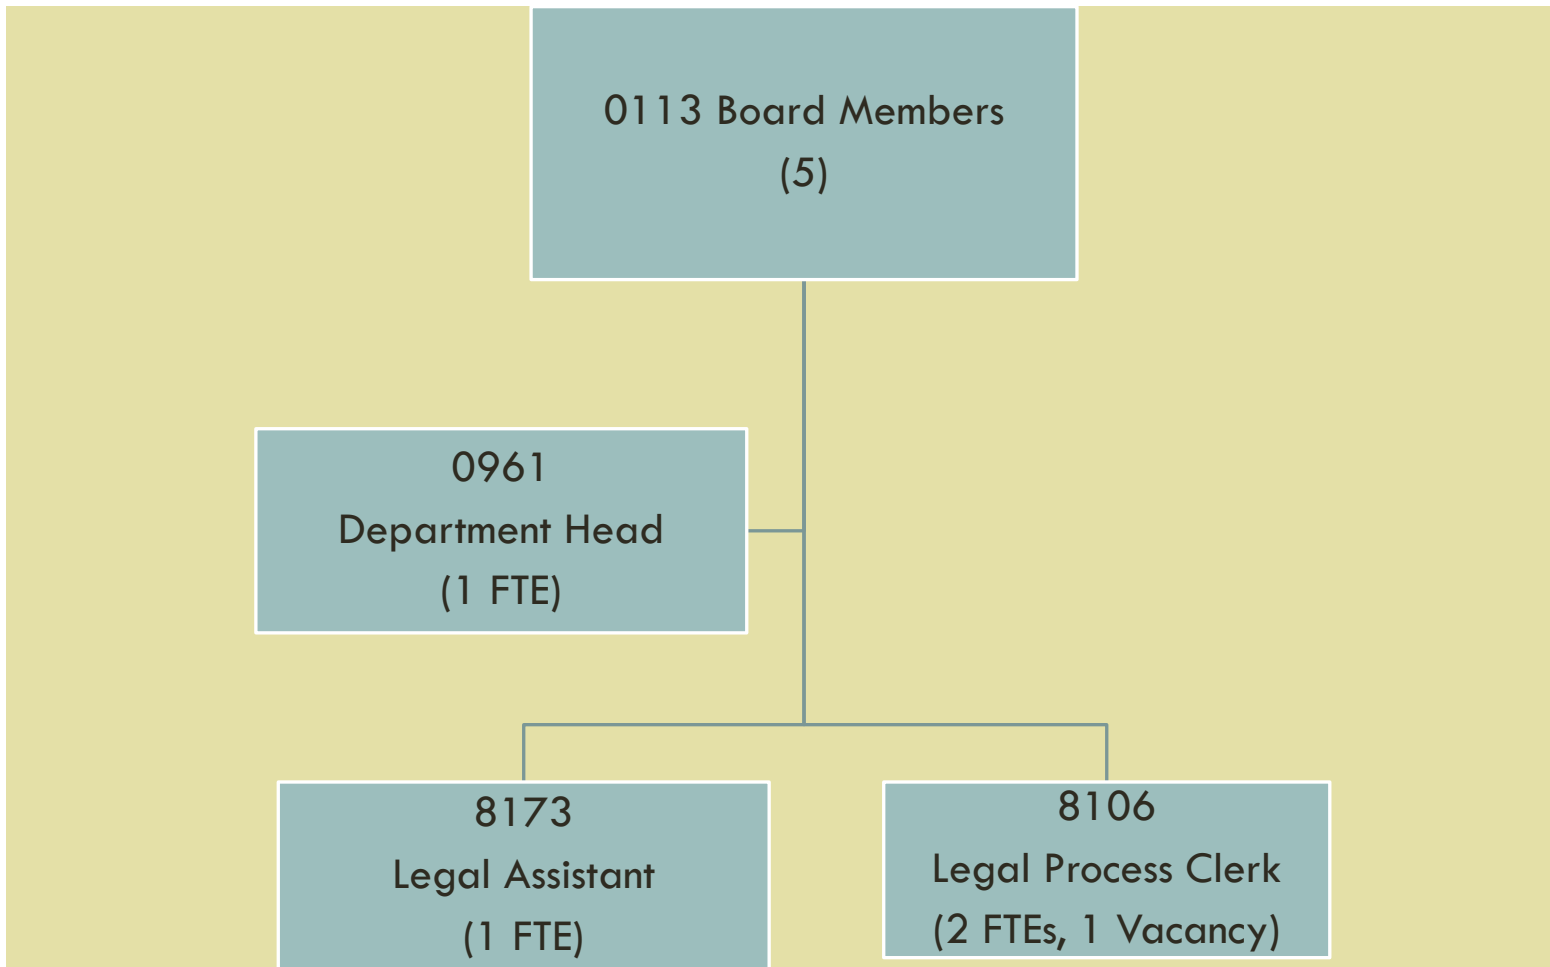 0113 Board Members
(5)
0961
Department Head
(1 FTE)
8173
Legal Assistant
(1 FTE)
8106
Legal Process Clerk
(2 FTEs, 1 Vacancy)